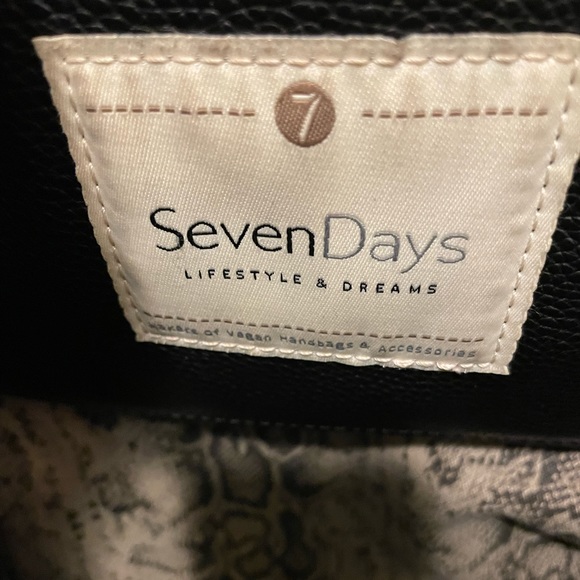 7
SevenDays
LIFESTYLE & DREAMS
Makers of Vegan Handbags & Accessories